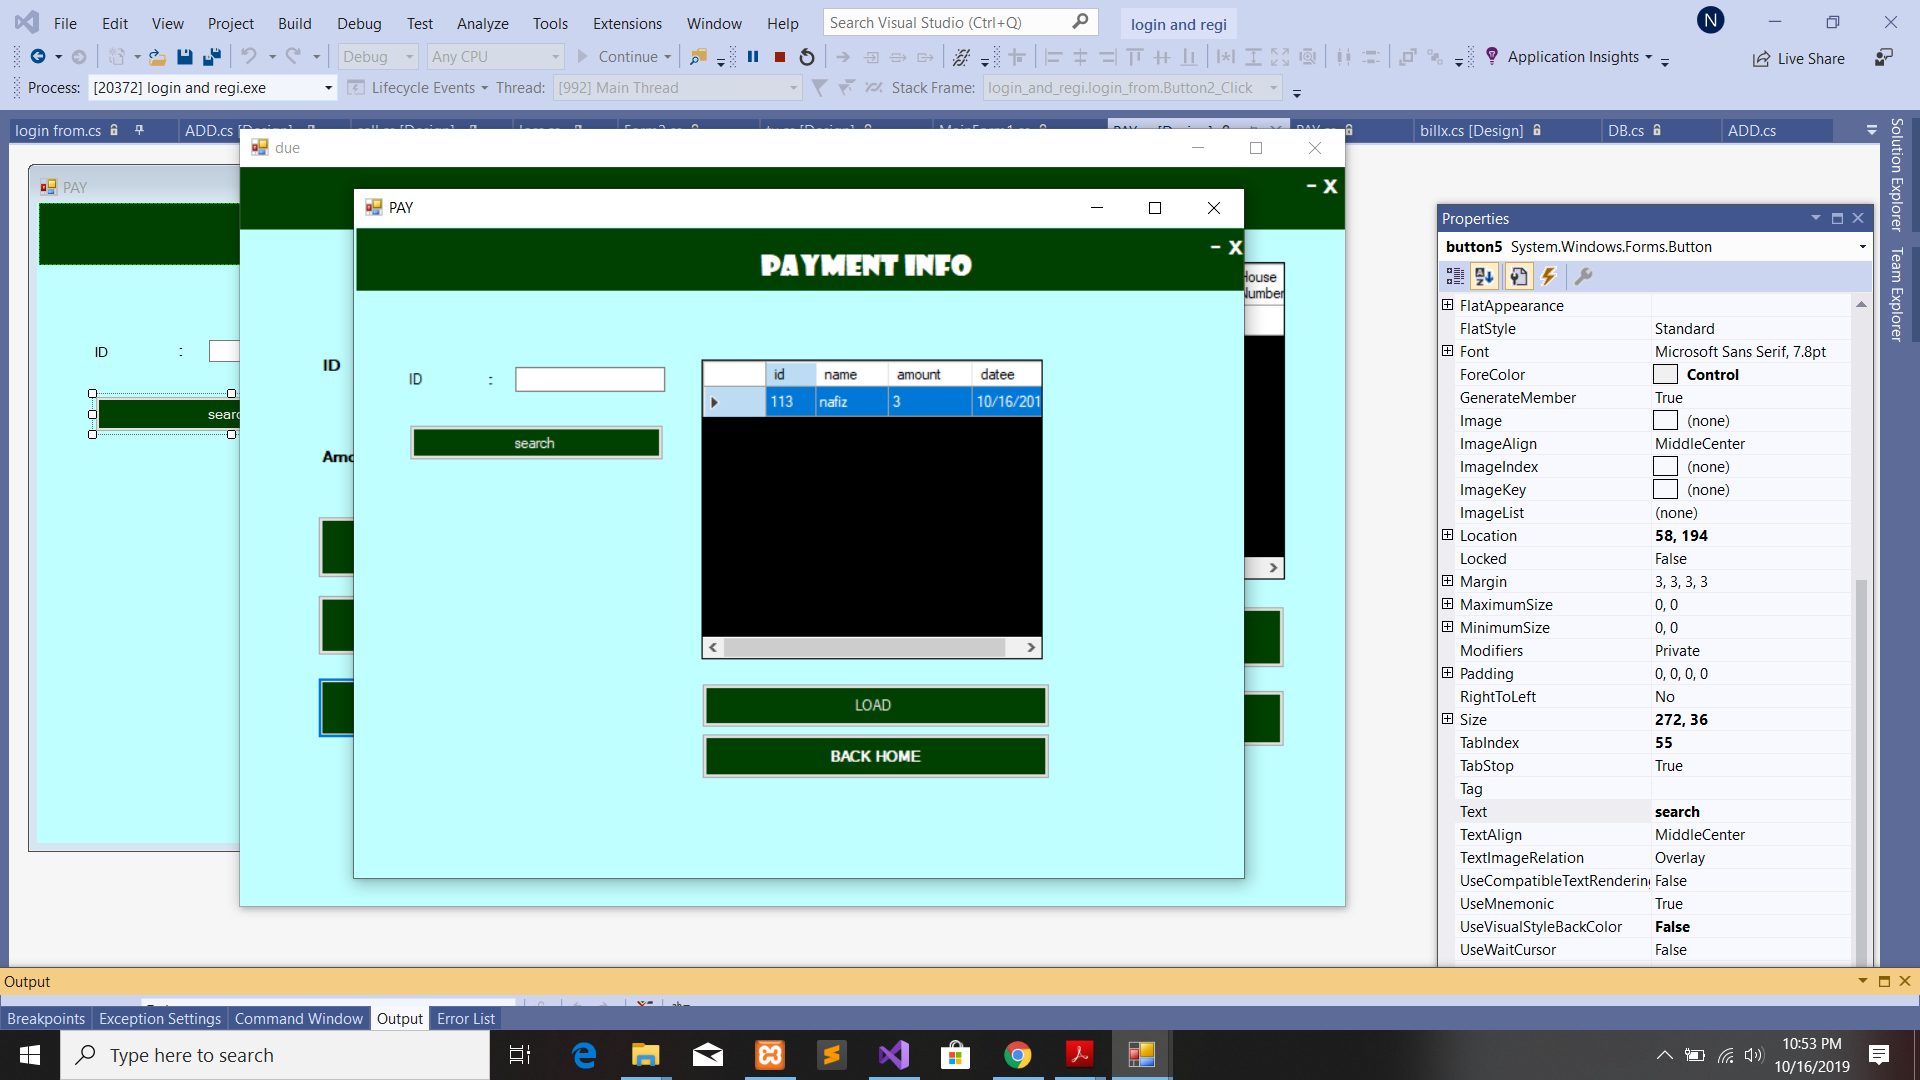 File Edit View Project Build Debug Test Analyze Tools Extensions Window Help Search Visual Studio (Ctrl+Q) login and regi N
Debug Any CPU Continue Application Insights Live Share
Process: [20372] login and regi.exe Lifecycle Events Thread: [992] Main Thread Stack Frame: login_and_regi.login_from.Button2_Click
login from.cs ADD.cs billx.cs [Design] DB.cs ADD.cs
Solution Explorer
Team Explorer
due
PAY
- X
ID :
ID
PAY
- X
PAYMENT INFO
House
Number
ID :
search
id name amount datee
113 nafiz 3 10/16/201
LOAD
BACK HOME
Properties
button5 System.Windows.Forms.Button
FlatAppearance
FlatStyle Standard
Font Microsoft Sans Serif, 7.8pt
ForeColor Control
GenerateMember True
Image (none)
ImageAlign MiddleCenter
ImageIndex (none)
ImageKey (none)
ImageList (none)
Location 58, 194
Locked False
Margin 3, 3, 3, 3
MaximumSize 0, 0
MinimumSize 0, 0
Modifiers Private
Padding 0, 0, 0, 0
RightToLeft No
Size 272, 36
TabIndex 55
TabStop True
Tag
Text search
TextAlign MiddleCenter
TextImageRelation Overlay
UseCompatibleTextRendering False
UseMnemonic True
UseVisualStyleBackColor False
UseWaitCursor False
Output
Breakpoints Exception Settings Command Window Output Error List
Type here to search
10:53 PM
10/16/2019